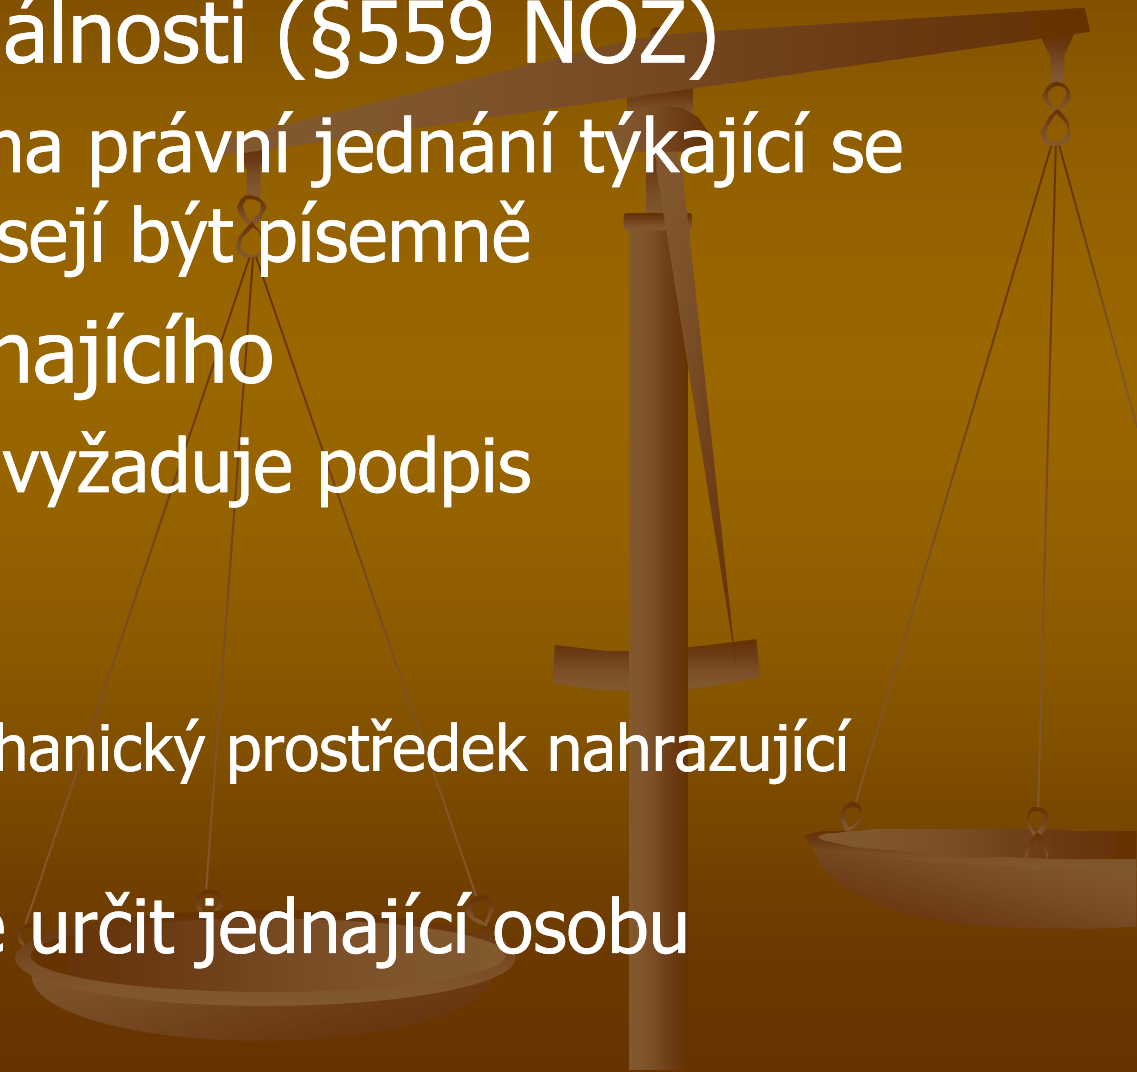 álnosti (§559 NOZ)
na právní jednání týkající se
sejí být písemně
najícího
vyžaduje podpis
hanický prostředek nahrazující
e určit jednající osobu